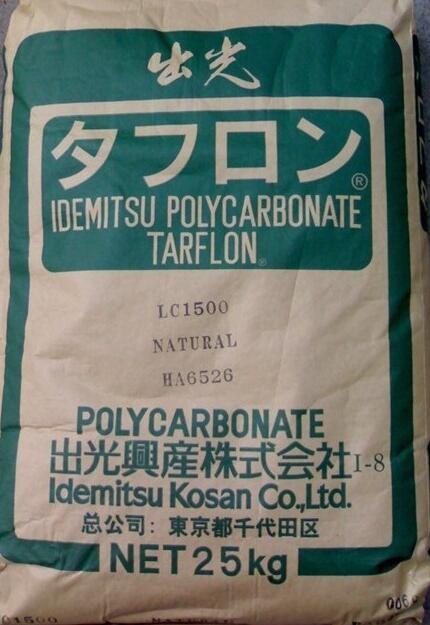 出光
タフロン®
IDEMITSU POLYCARBONATE
TARFLON®
LC1500
NATURAL
HA6526
POLYCARBONATE
出光興産株式会社 I-8
Idemitsu Kosan Co.,Ltd.
总公司: 東京都千代田区
NET 25kg